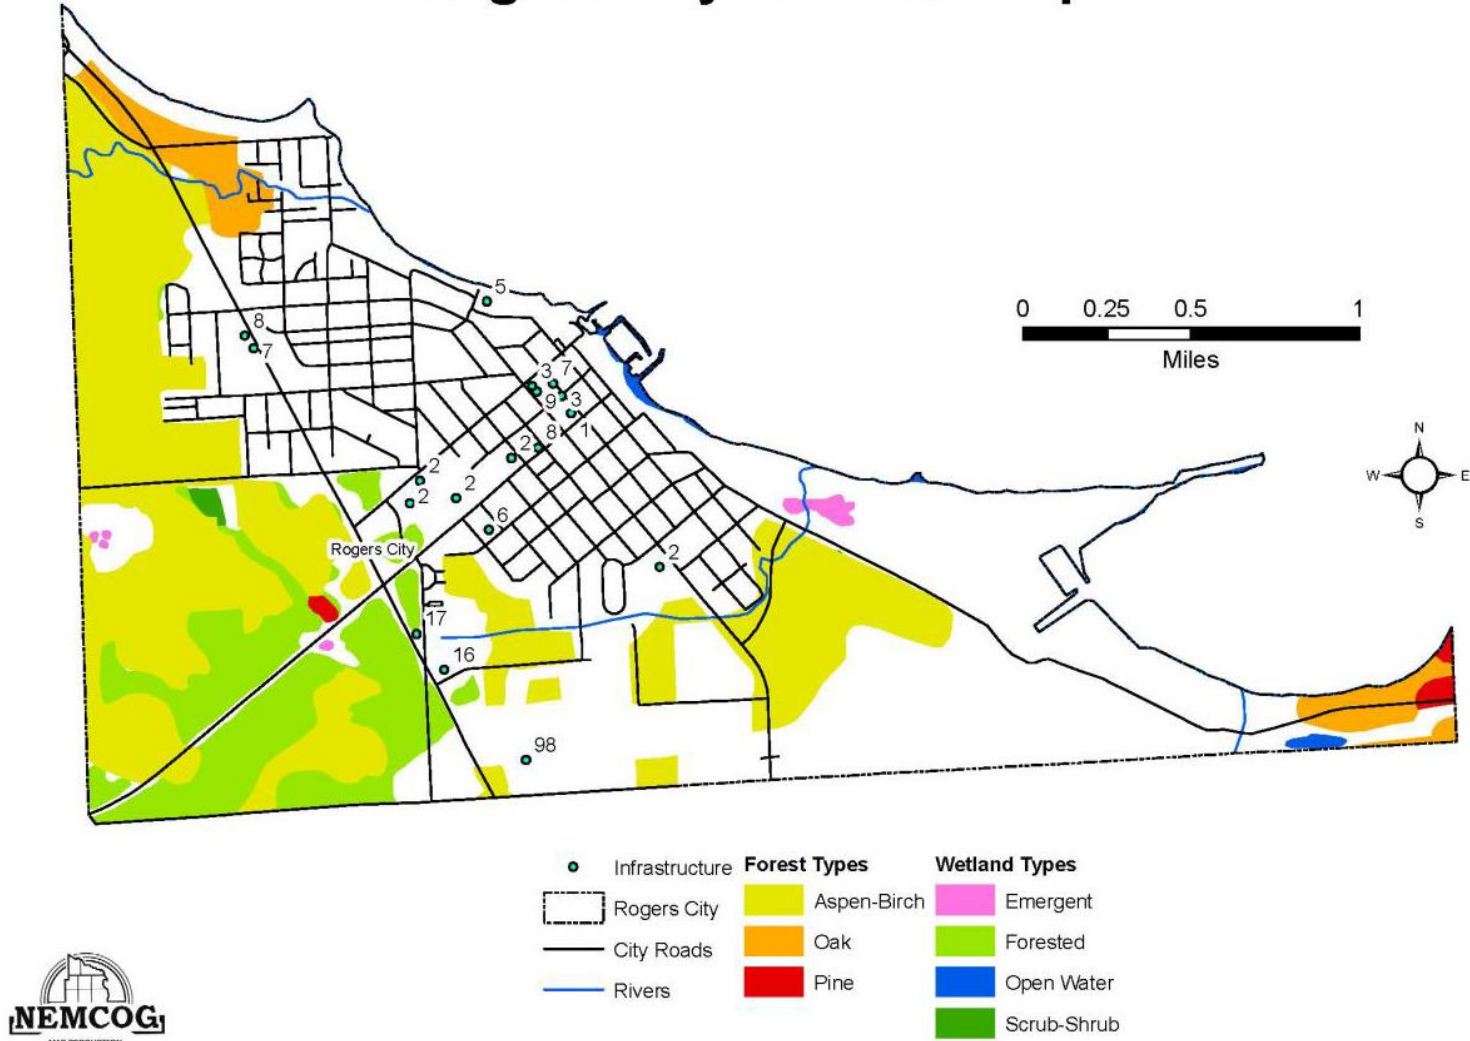 5
8
7
3
7
9
3
1
8
2
2
2
2
6
2
Rogers City
17
16
98
0 0.25 0.5 1
Miles
N
W E
S
Infrastructure
Rogers City
City Roads
Rivers
Forest Types
Aspen-Birch
Oak
Pine
Wetland Types
Emergent
Forested
Open Water
Scrub-Shrub
NEMCOG